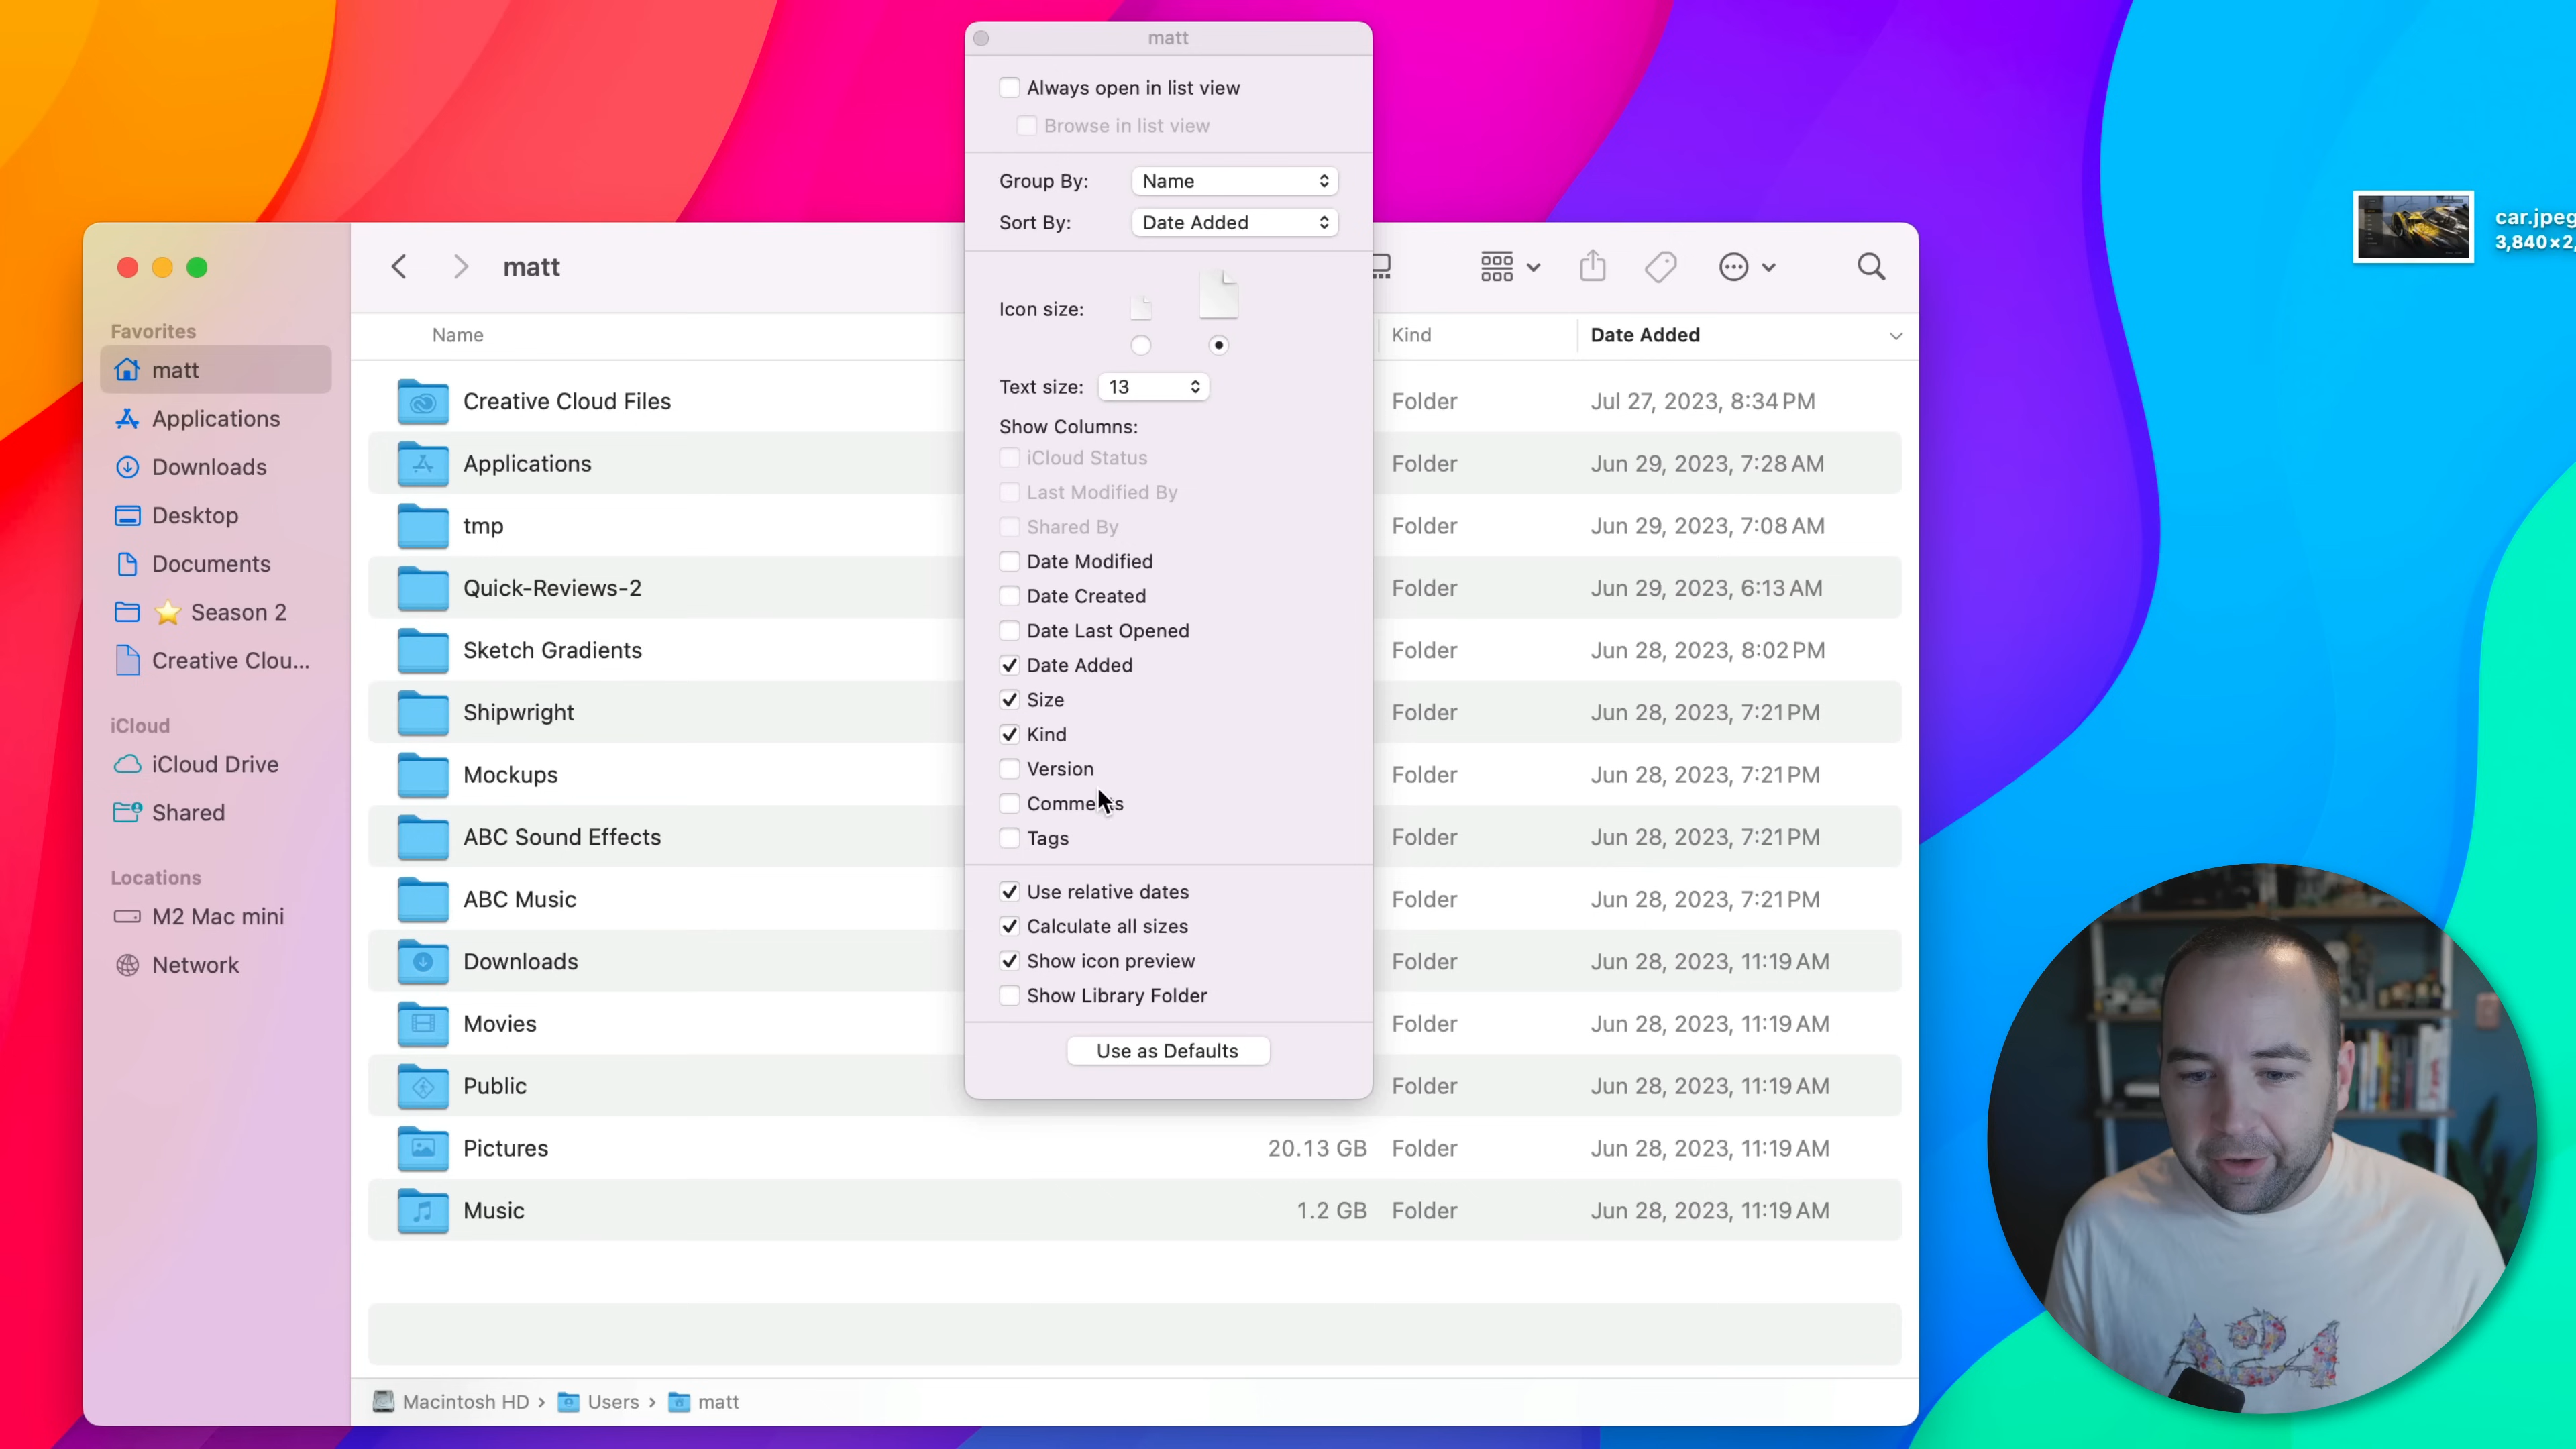 matt
Always open in list view
Browse in list view
Group By: Name
Sort By: Date Added
Icon size:
Text size: 13
Show Columns:
iCloud Status
Last Modified By
Shared By
Date Modified
Date Created
Date Last Opened
Date Added
Size
Kind
Version
Tags
Use relative dates
Calculate all sizes
Show icon preview
Show Library Folder
Use as Defaults
car.jpeg
matt
Favorites
matt
Applications
Downloads
Desktop
Documents
⭐ Season 2
Creative Clou...
iCloud
iCloud Drive
Shared
Locations
M2 Mac mini
Network
Name Kind Date Added
Creative Cloud Files Folder Jul 27, 2023, 8:34 PM
Applications Folder Jun 29, 2023, 7:28 AM
tmp Folder Jun 29, 2023, 7:08 AM
Quick-Reviews-2 Folder Jun 29, 2023, 6:13 AM
Sketch Gradients Folder Jun 28, 2023, 8:02 PM
Shipwright Folder Jun 28, 2023, 7:21 PM
Mockups Folder Jun 28, 2023, 7:21 PM
ABC Sound Effects Folder Jun 28, 2023, 7:21 PM
ABC Music Folder Jun 28, 2023, 7:21 PM
Downloads Folder Jun 28, 2023, 11:19 AM
Movies Folder Jun 28, 2023, 11:19 AM
Public Folder Jun 28, 2023, 11:19 AM
Pictures 20.13 GB Folder Jun 28, 2023, 11:19 AM
Music 1.2 GB Folder Jun 28, 2023, 11:19 AM
Macintosh HD › Users › matt
A24